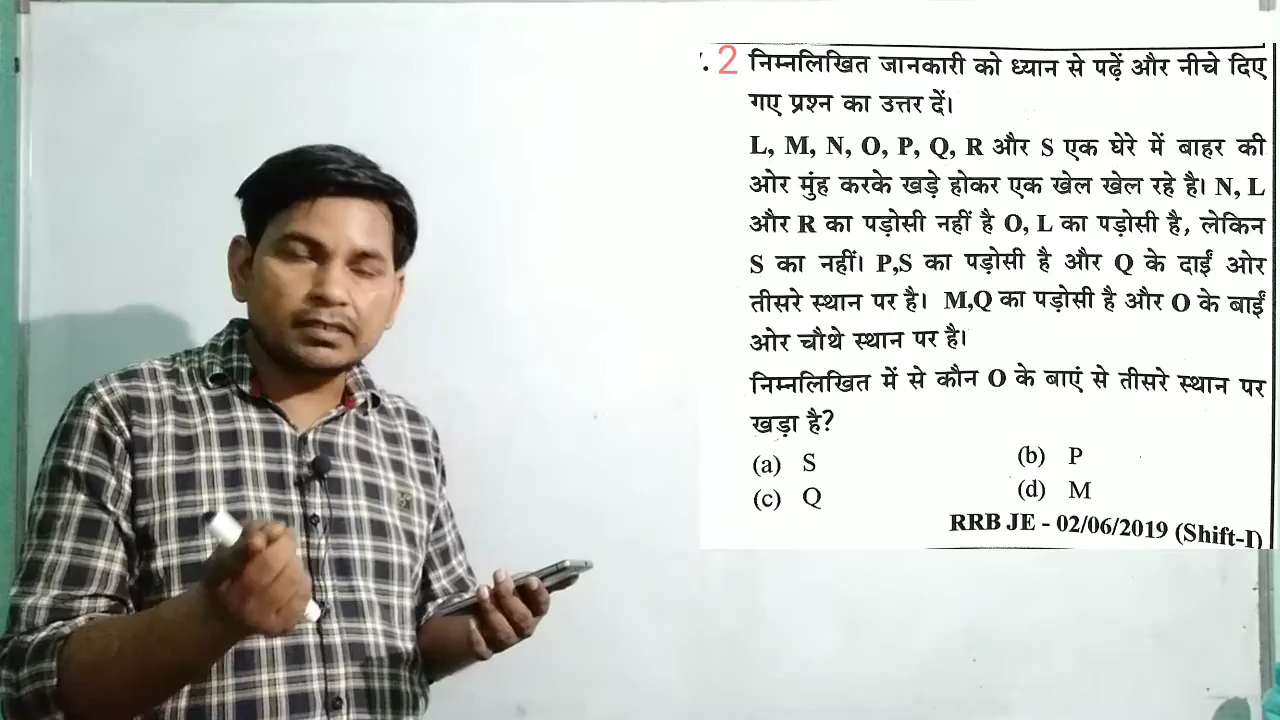 . 2 निम्नलिखित जानकारी को ध्यान से पढ़ें और नीचे दिए
गए प्रश्न का उत्तर दें।
L, M, N, O, P, Q, R और S एक घेरे में बाहर की
ओर मुंह करके खड़े होकर एक खेल खेल रहे है। N, L
और R का पड़ोसी नहीं है O, L का पड़ोसी है, लेकिन
S का नहीं। P,S का पड़ोसी है और Q के दाईं ओर
तीसरे स्थान पर है। M,Q का पड़ोसी है और O के बाईं
ओर चौथे स्थान पर है।
निम्नलिखित में से कौन O के बाएं से तीसरे स्थान पर
खड़ा है?
(a) S (b) P
(c) Q (d) M
RRB JE - 02/06/2019 (Shift-I)